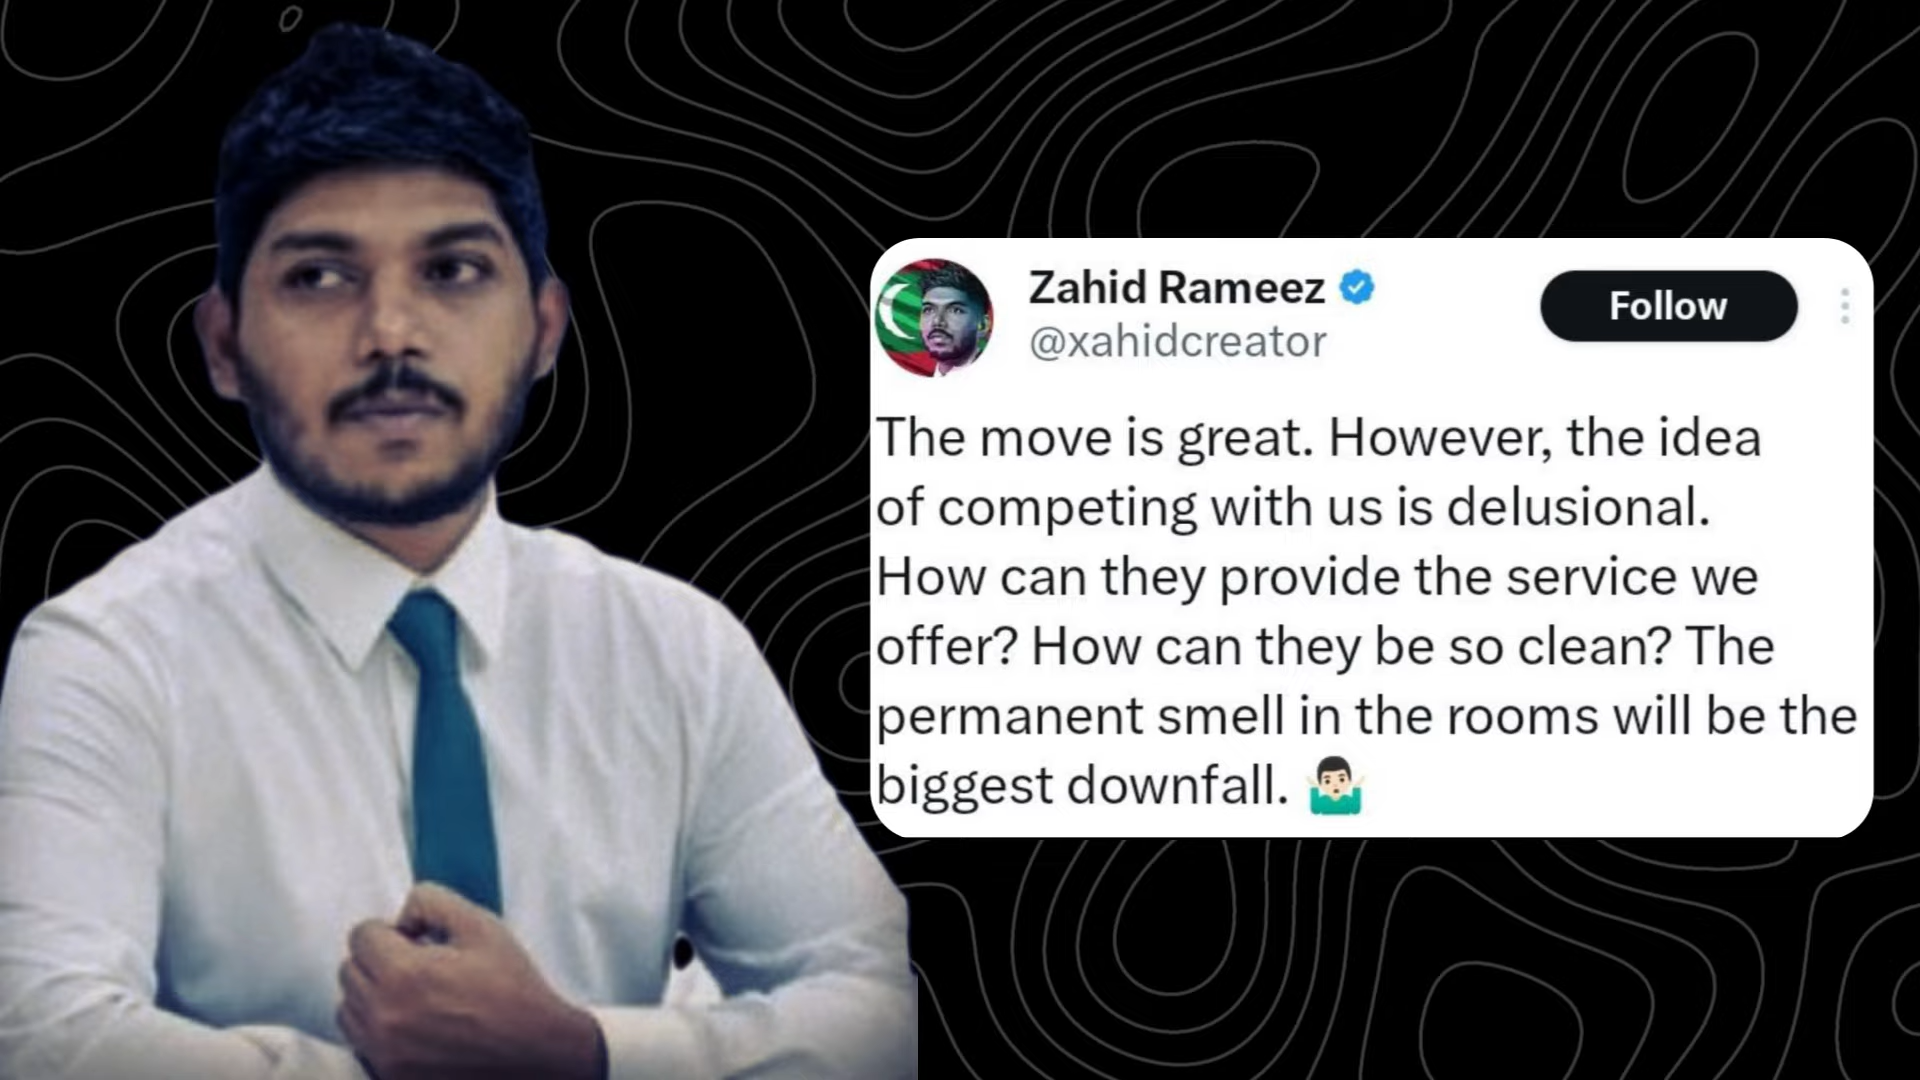 Zahid Rameez
@xahidcreator
Follow
The move is great. However, the idea
of competing with us is delusional.
How can they provide the service we
offer? How can they be so clean? The
permanent smell in the rooms will be the
biggest downfall. 🤷🏻‍♂️